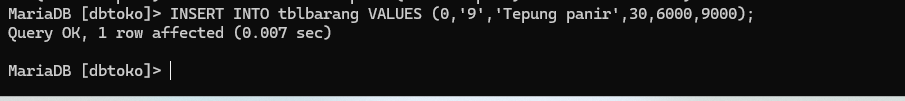 MariaDB [dbtoko]> INSERT INTO tblbarang VALUES (0,'9','Tepung panir',30,6000,9000);
Query OK, 1 row affected (0.007 sec)
MariaDB [dbtoko]>